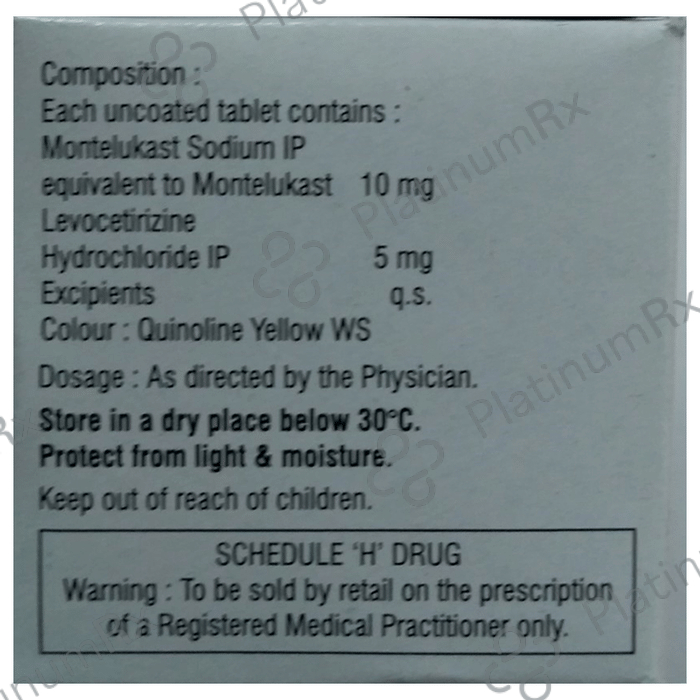 Composition :
Each uncoated tablet contains :
Montelukast Sodium IP
equivalent to Montelukast 10 mg
Levocetirizine
Hydrochloride IP 5 mg
Excipients q.s.
Colour : Quinoline Yellow WS
Dosage : As directed by the Physician.
Store in a dry place below 30°C.
Protect from light & moisture.
Keep out of reach of children.
SCHEDULE 'H' DRUG
Warning : To be sold by retail on the prescription
of a Registered Medical Practitioner only.
PlatinumRx
PlatinumRx